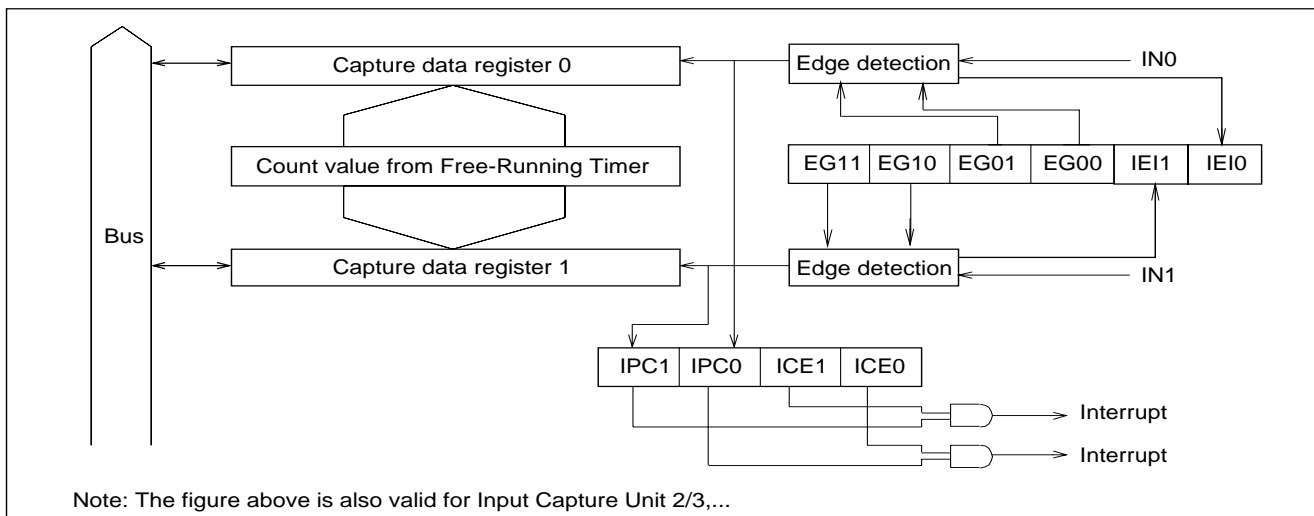 Capture data register 0
Edge detection
IN0
Count value from Free-Running Timer
EG11 EG10 EG01 EG00 IEI1 IEI0
Bus
Capture data register 1
Edge detection
IN1
IPC1 IPC0 ICE1 ICE0
Interrupt
Interrupt
Note: The figure above is also valid for Input Capture Unit 2/3,...